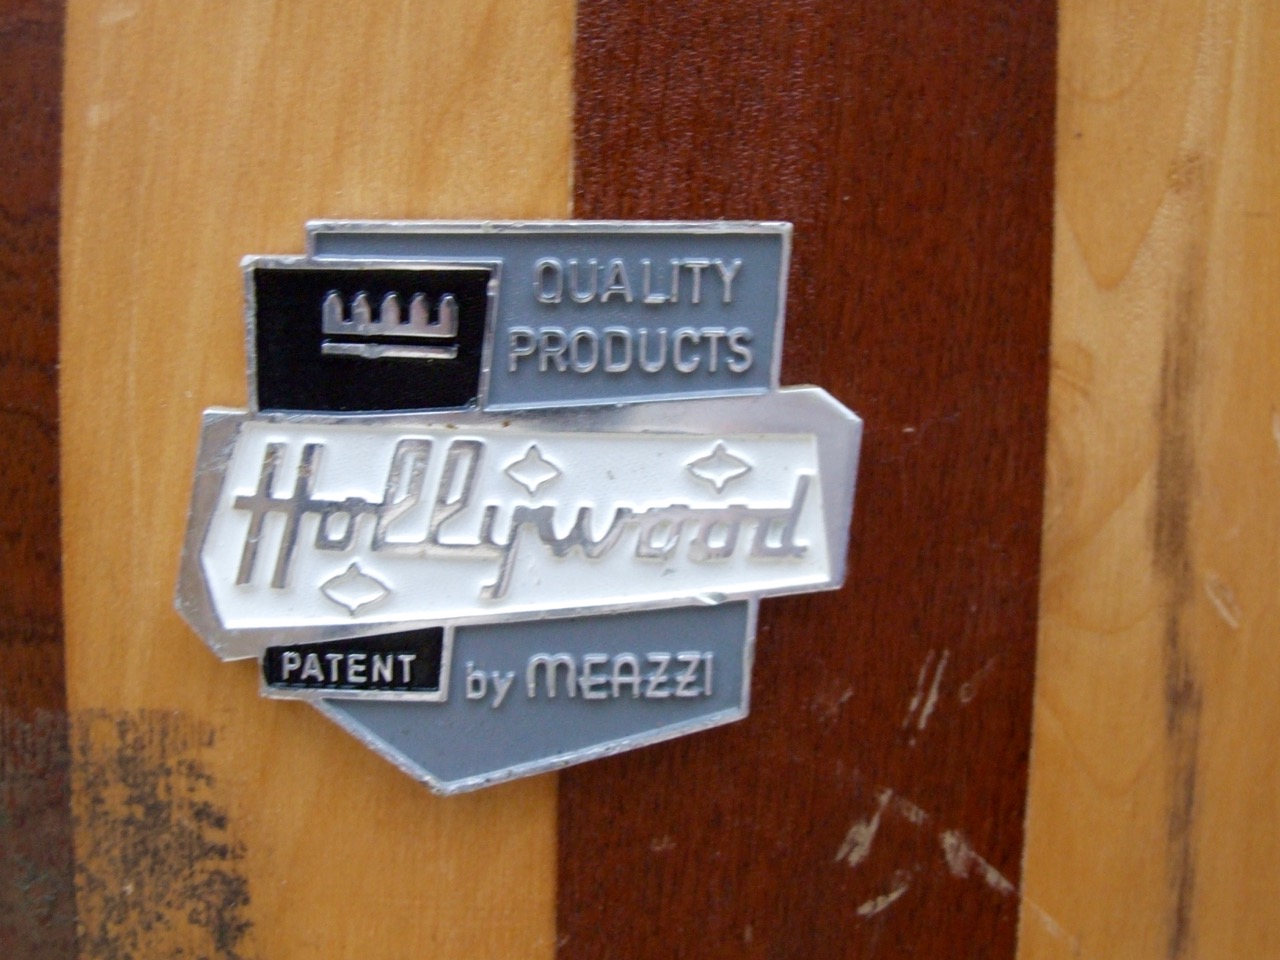 QUALITY
PRODUCTS
Hollywood
PATENT
by MEAZZI